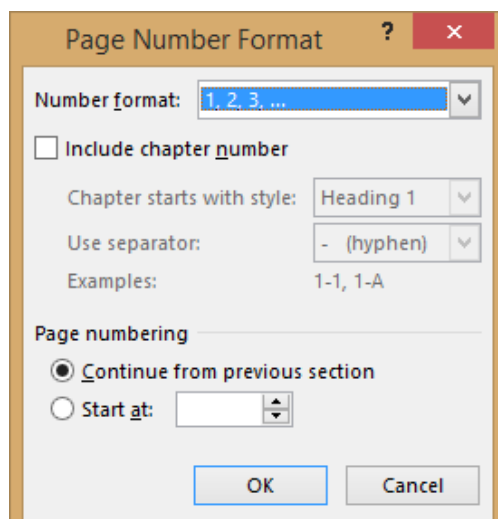 Page Number Format ? ×
Number format: 1, 2, 3, ...
Include chapter number
Chapter starts with style: Heading 1
Use separator: - (hyphen)
Examples: 1-1, 1-A
Page numbering
Continue from previous section
Start at:
OK Cancel